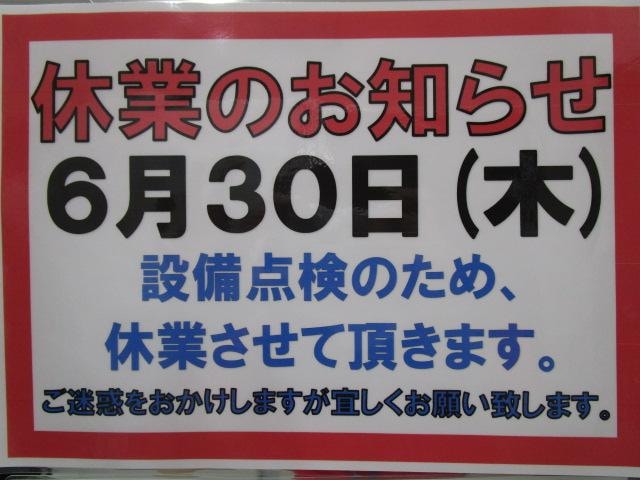 休業のお知らせ
6月30日(木)
設備点検のため、
休業させて頂きます。
ご迷惑をおかけしますが宜しくお願い致します。